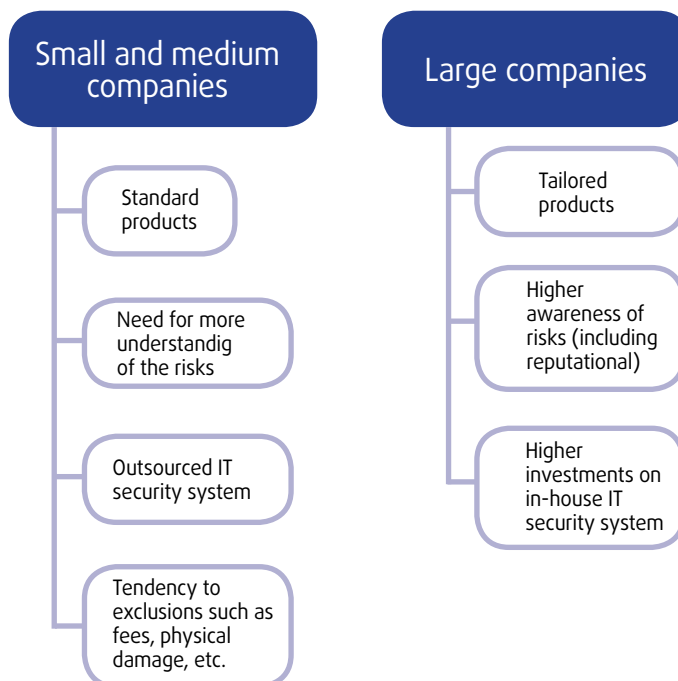 Small and medium
companies
Standard
products
Need for more
understandig
of the risks
Outsourced IT
security system
Tendency to
exclusions such as
fees, physical
damage, etc.
Large companies
Tailored
products
Higher
awareness of
risks (including
reputational)
Higher
investments on
in-house IT
security system